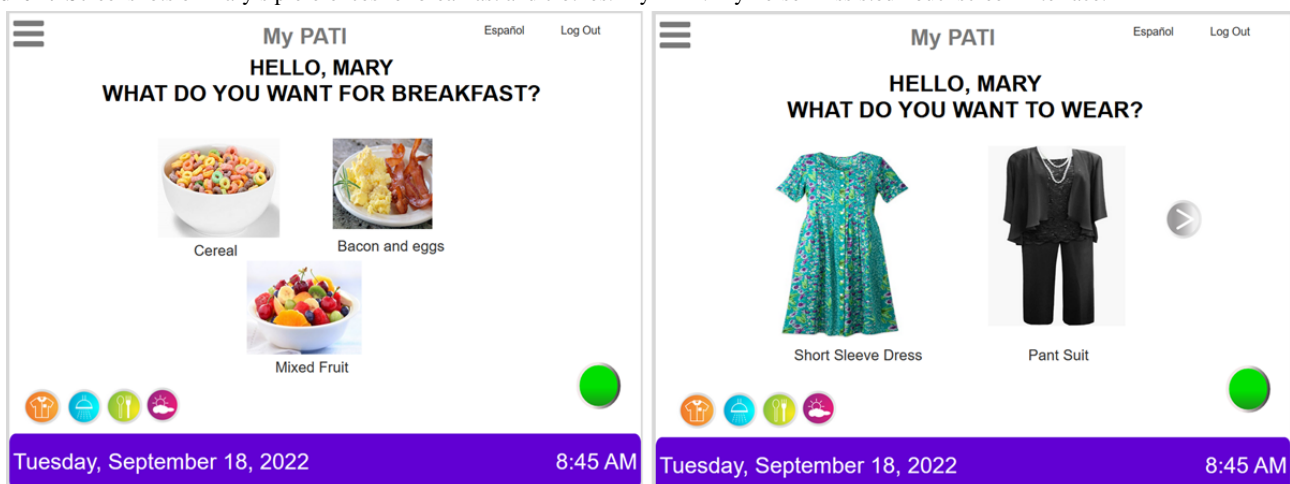 My PATI
Español
Log Out
HELLO, MARY
WHAT DO YOU WANT FOR BREAKFAST?
Cereal
Bacon and eggs
Mixed Fruit
Tuesday, September 18, 2022
8:45 AM
My PATI
Español
Log Out
HELLO, MARY
WHAT DO YOU WANT TO WEAR?
Short Sleeve Dress
Pant Suit
Tuesday, September 18, 2022
8:45 AM